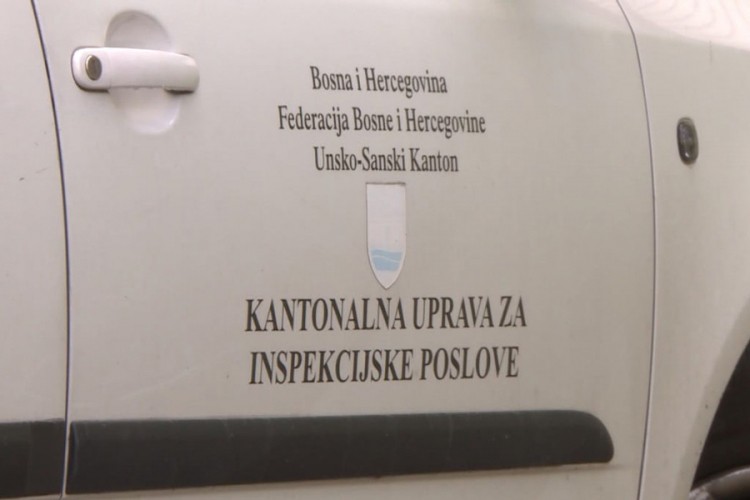 Bosna i Hercegovina
Federacija Bosne i Hercegovine
Unsko-Sanski Kanton
KANTONALNA UPRAVA ZA
INSPEKCIJSKE POSLOVE